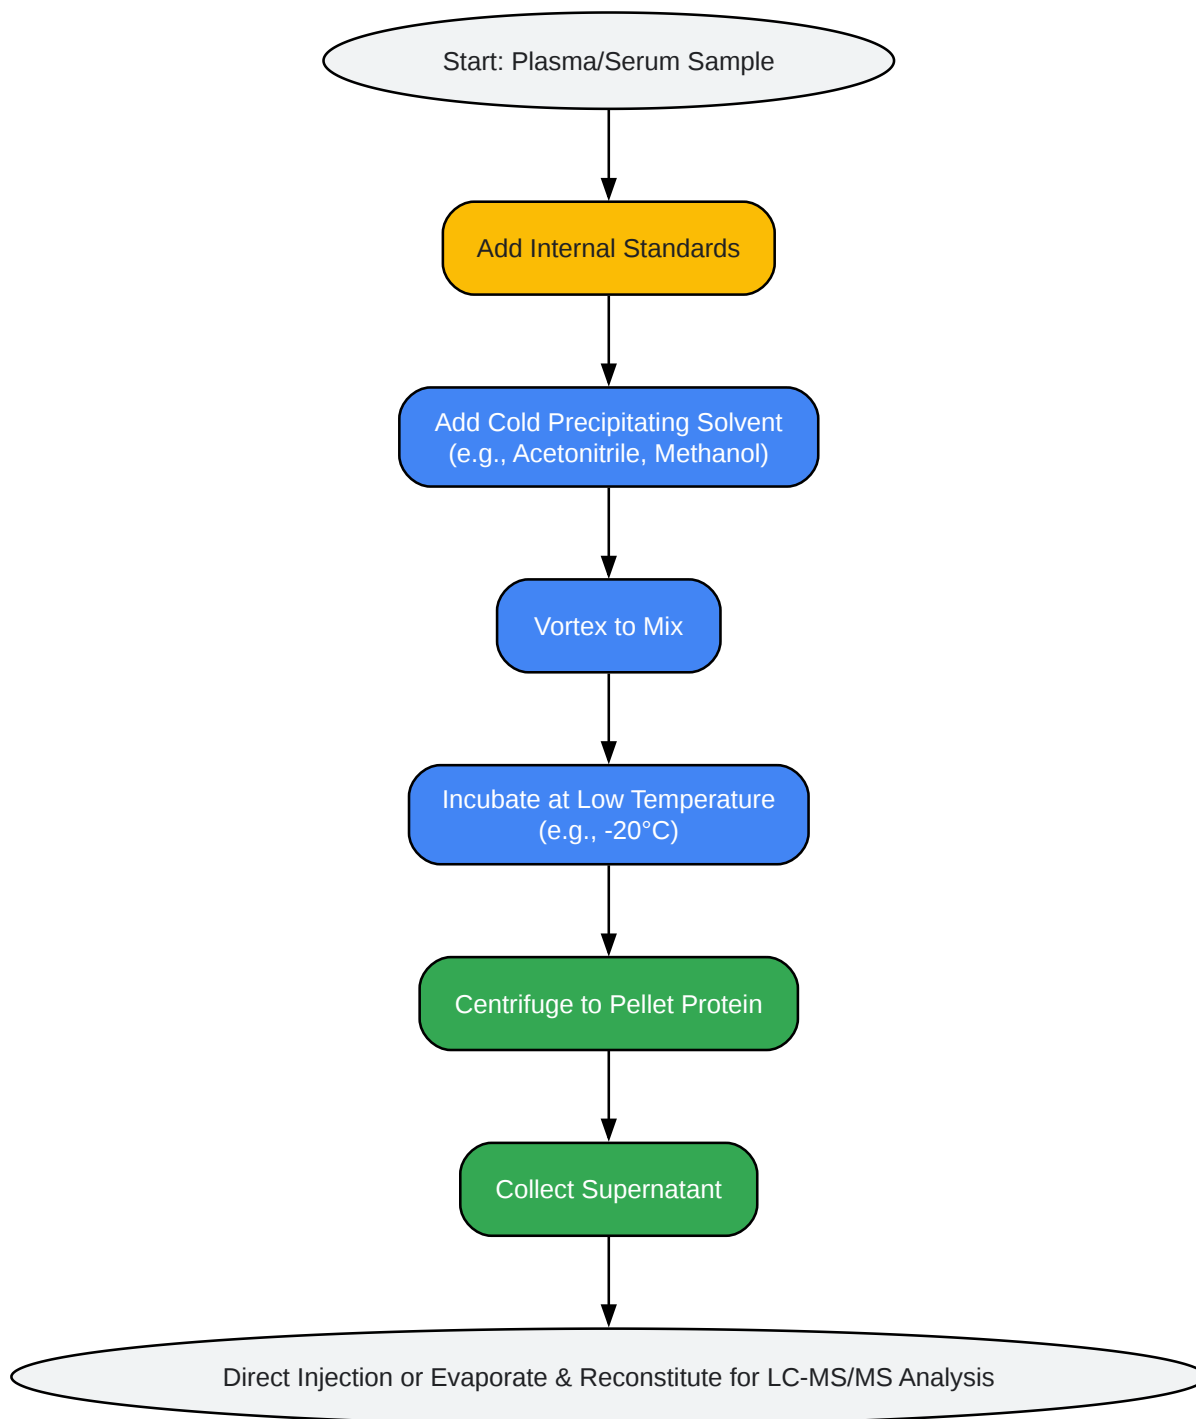 Start: Plasma/Serum Sample
Add Internal Standards
Add Cold Precipitating Solvent
(e.g., Acetonitrile, Methanol)
Vortex to Mix
Incubate at Low Temperature
(e.g., -20°C)
Centrifuge to Pellet Protein
Collect Supernatant
Direct Injection or Evaporate & Reconstitute for LC-MS/MS Analysis